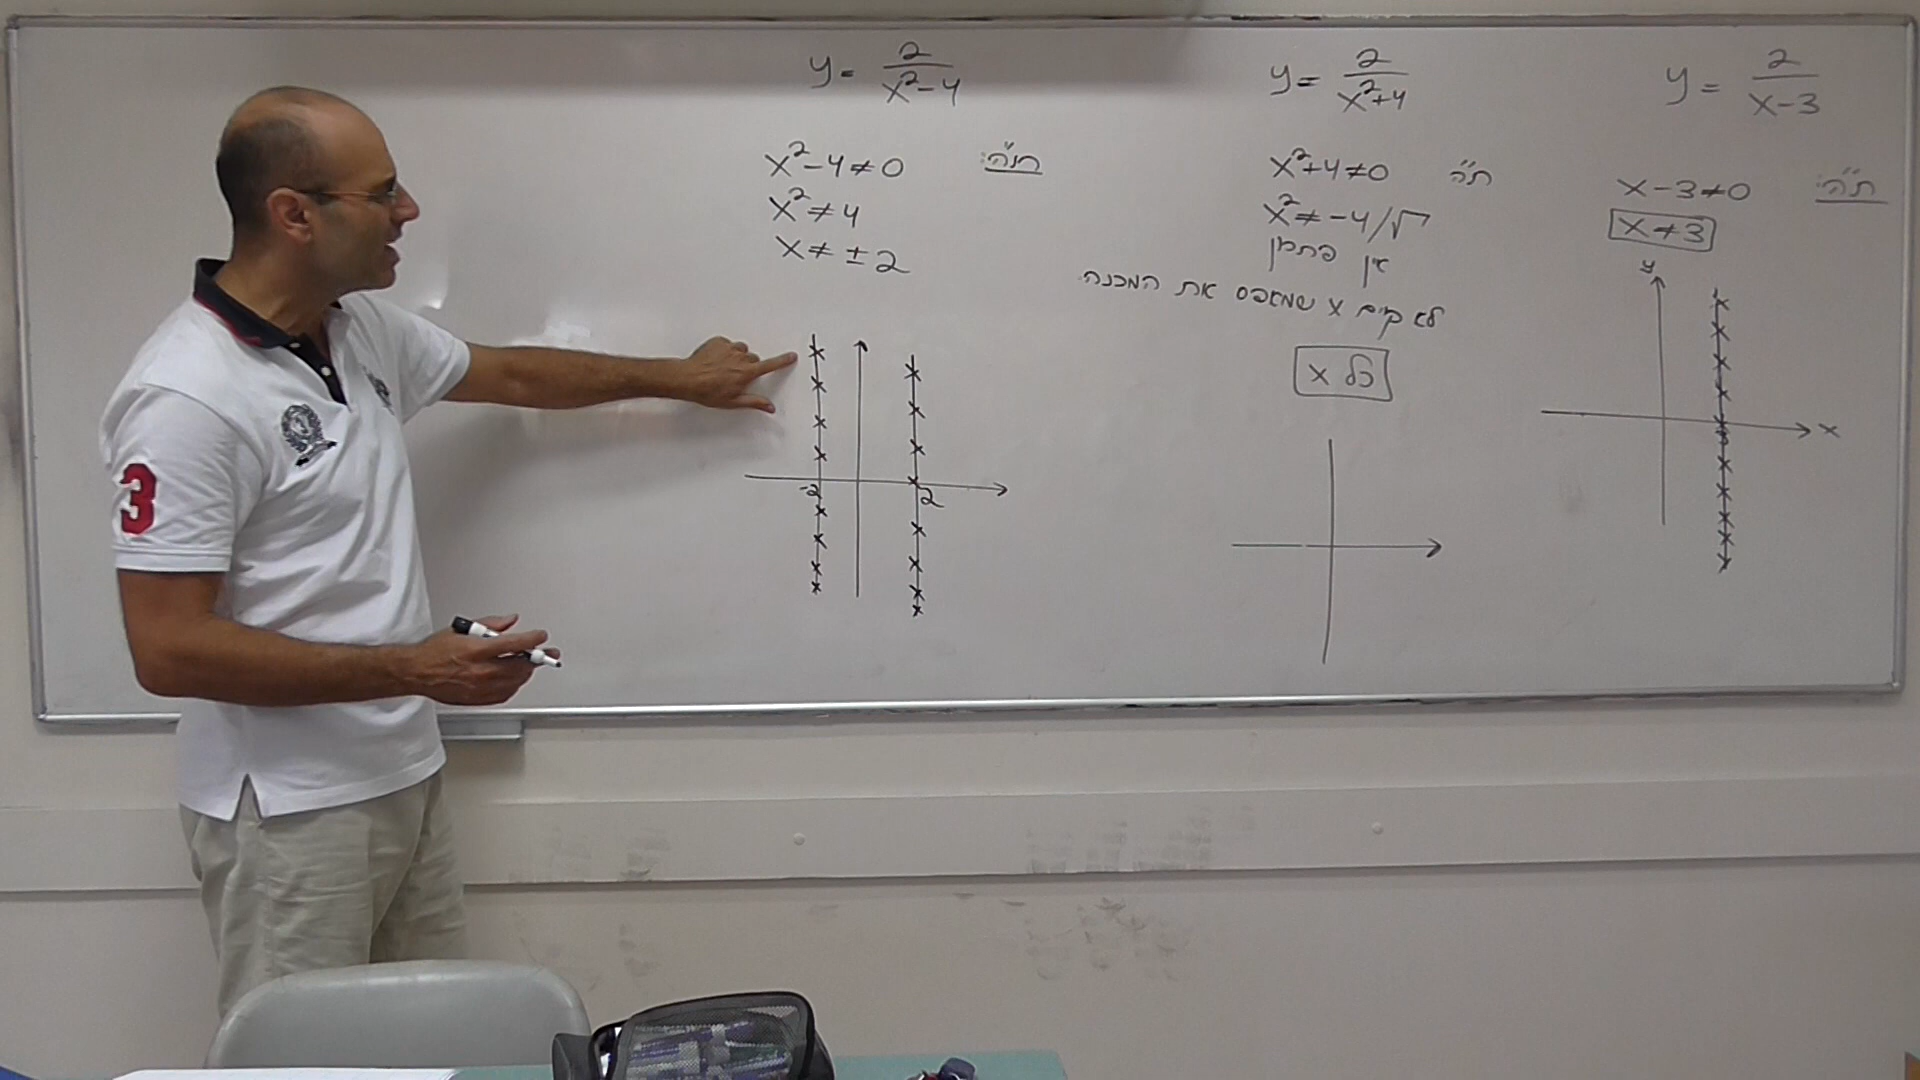 y = 2/(x-3)
ת"ה:
x-3≠0
x≠3
y
x
y = 2/(x²+4)
ת"ה
x²+4≠0
x²≠-4/√
אין פתרון
לא קיים x שמאפס את המכנה
כל x
y = 2/(x²-4)
ת"ה:
x²-4≠0
x²≠4
x≠±2
-2
2
3